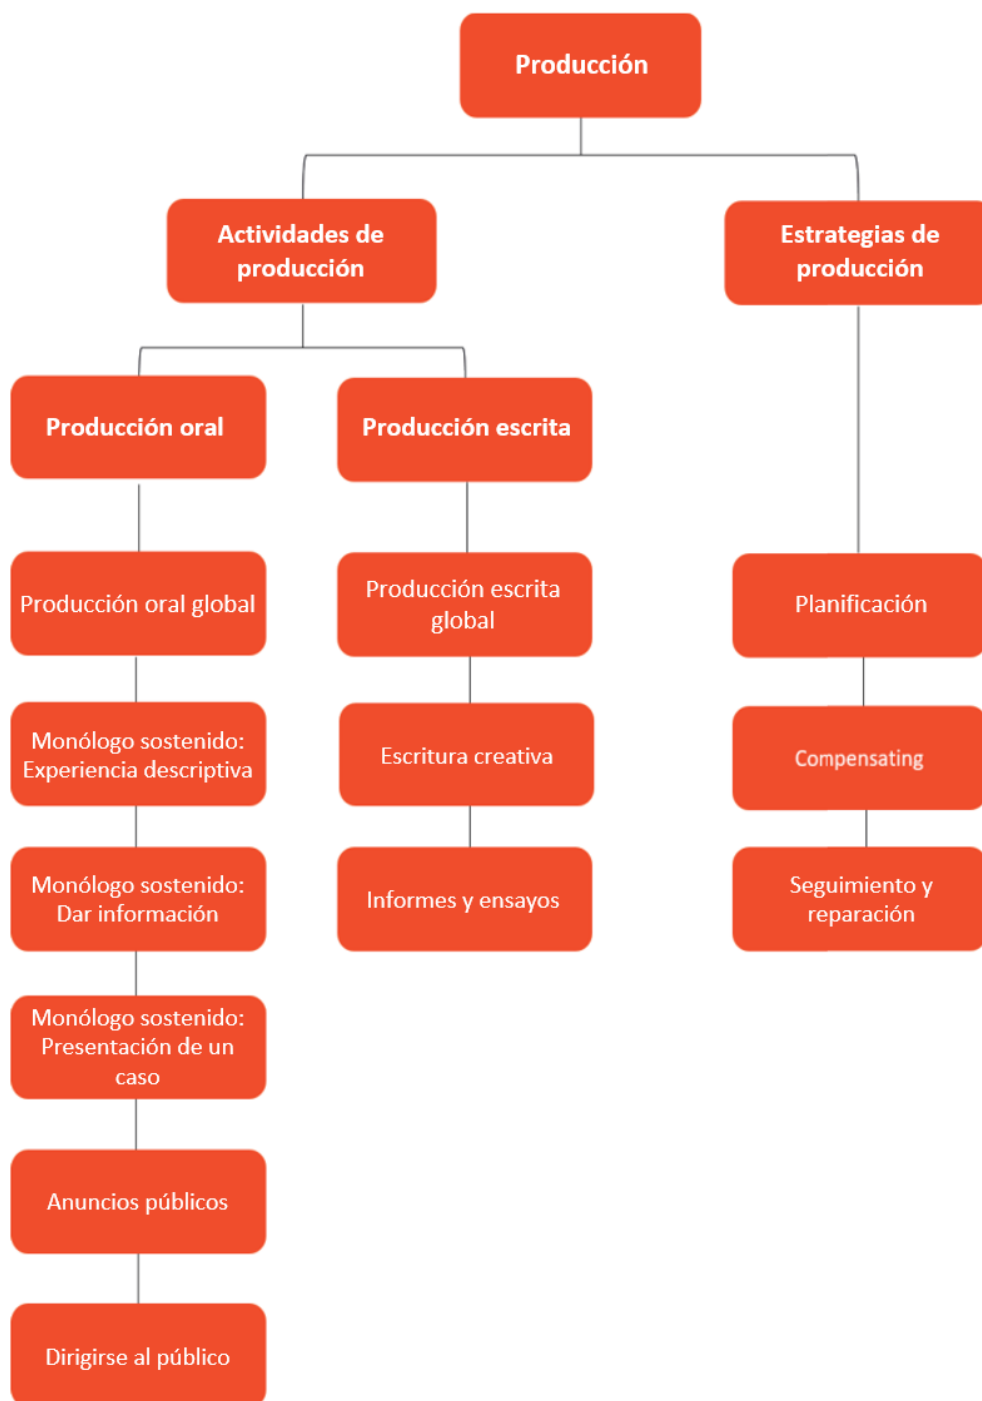 Producción
Actividades de
producción
Estrategias de
producción
Producción oral
Producción escrita
Producción oral global
Producción escrita
global
Planificación
Monólogo sostenido:
Experiencia descriptiva
Escritura creativa
Compensating
Monólogo sostenido:
Dar información
Informes y ensayos
Seguimiento y
reparación
Monólogo sostenido:
Presentación de un
caso
Anuncios públicos
Dirigirse al público